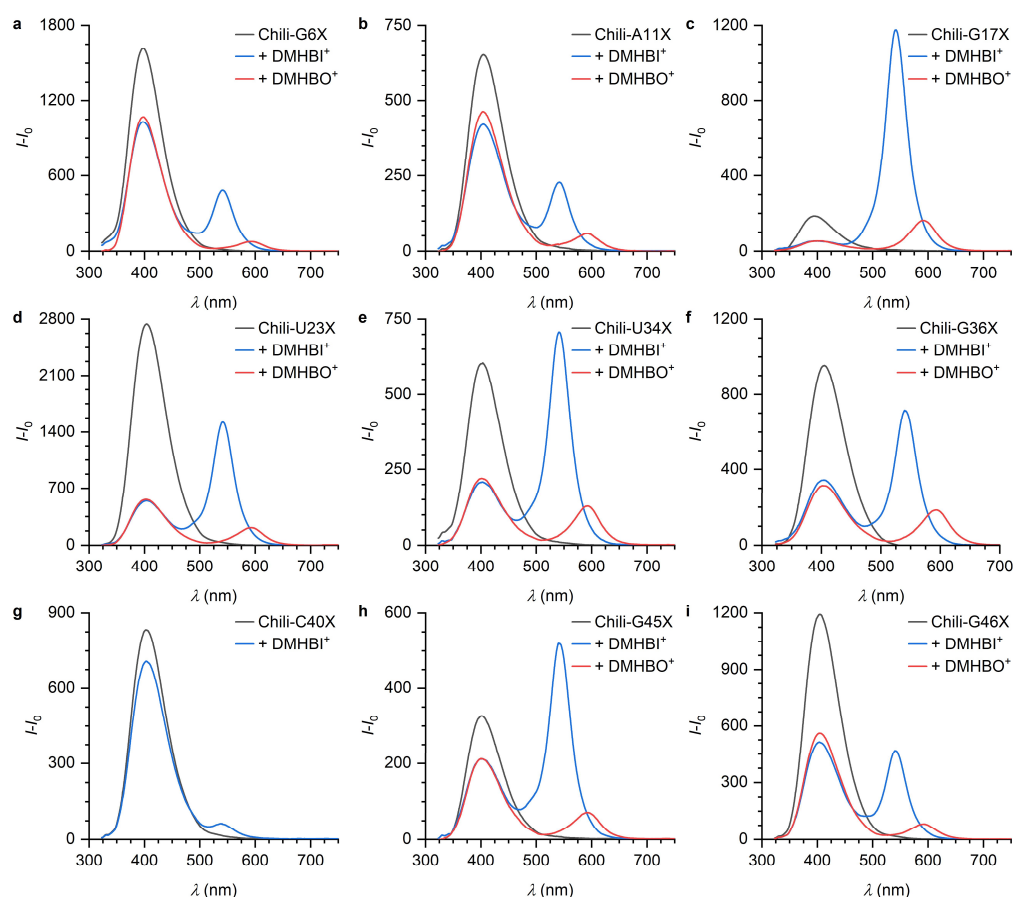 a
1800
1200
600
0
I-I₀
300 400 500 600 700
λ (nm)
Chili-G6X
+ DMHBI⁺
+ DMHBO⁺
b
750
500
250
0
I-I₀
300 400 500 600 700
λ (nm)
Chili-A11X
+ DMHBI⁺
+ DMHBO⁺
c
1200
800
400
0
I-I₀
300 400 500 600 700
λ (nm)
Chili-G17X
+ DMHBI⁺
+ DMHBO⁺
d
2800
2100
1400
700
0
I-I₀
300 400 500 600 700
λ (nm)
Chili-U23X
+ DMHBI⁺
+ DMHBO⁺
e
750
500
250
0
I-I₀
300 400 500 600 700
λ (nm)
Chili-U34X
+ DMHBI⁺
+ DMHBO⁺
f
1200
800
400
0
I-I₀
300 400 500 600 700
λ (nm)
Chili-G36X
+ DMHBI⁺
+ DMHBO⁺
g
900
600
300
0
I-I₀
300 400 500 600 700
λ (nm)
Chili-C40X
+ DMHBI⁺
h
600
400
200
0
I-I₀
300 400 500 600 700
λ (nm)
Chili-G45X
+ DMHBI⁺
+ DMHBO⁺
i
1200
900
600
300
0
I-I₀
300 400 500 600 700
λ (nm)
Chili-G46X
+ DMHBI⁺
+ DMHBO⁺